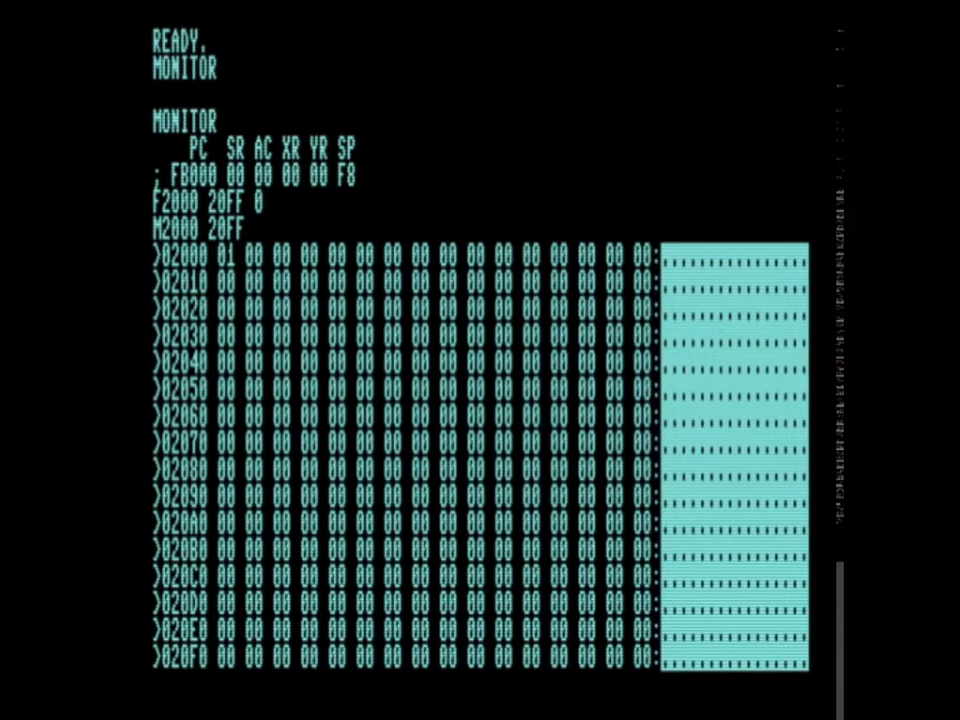 READY.
MONITOR
MONITOR
PC SR AC XR YR SP
; FB000 00 00 00 00 F8
F2000 20FF 0
M2000 20FF
>02000 01 00 00 00 00 00 00 00 00 00 00 00 00 00 00 00:................
>02010 00 00 00 00 00 00 00 00 00 00 00 00 00 00 00 00:................
>02020 00 00 00 00 00 00 00 00 00 00 00 00 00 00 00 00:................
>02030 00 00 00 00 00 00 00 00 00 00 00 00 00 00 00 00:................
>02040 00 00 00 00 00 00 00 00 00 00 00 00 00 00 00 00:................
>02050 00 00 00 00 00 00 00 00 00 00 00 00 00 00 00 00:................
>02060 00 00 00 00 00 00 00 00 00 00 00 00 00 00 00 00:................
>02070 00 00 00 00 00 00 00 00 00 00 00 00 00 00 00 00:................
>02080 00 00 00 00 00 00 00 00 00 00 00 00 00 00 00 00:................
>02090 00 00 00 00 00 00 00 00 00 00 00 00 00 00 00 00:................
>020A0 00 00 00 00 00 00 00 00 00 00 00 00 00 00 00 00:................
>020B0 00 00 00 00 00 00 00 00 00 00 00 00 00 00 00 00:................
>020C0 00 00 00 00 00 00 00 00 00 00 00 00 00 00 00 00:................
>020D0 00 00 00 00 00 00 00 00 00 00 00 00 00 00 00 00:................
>020E0 00 00 00 00 00 00 00 00 00 00 00 00 00 00 00 00:................
>020F0 00 00 00 00 00 00 00 00 00 00 00 00 00 00 00 00:................